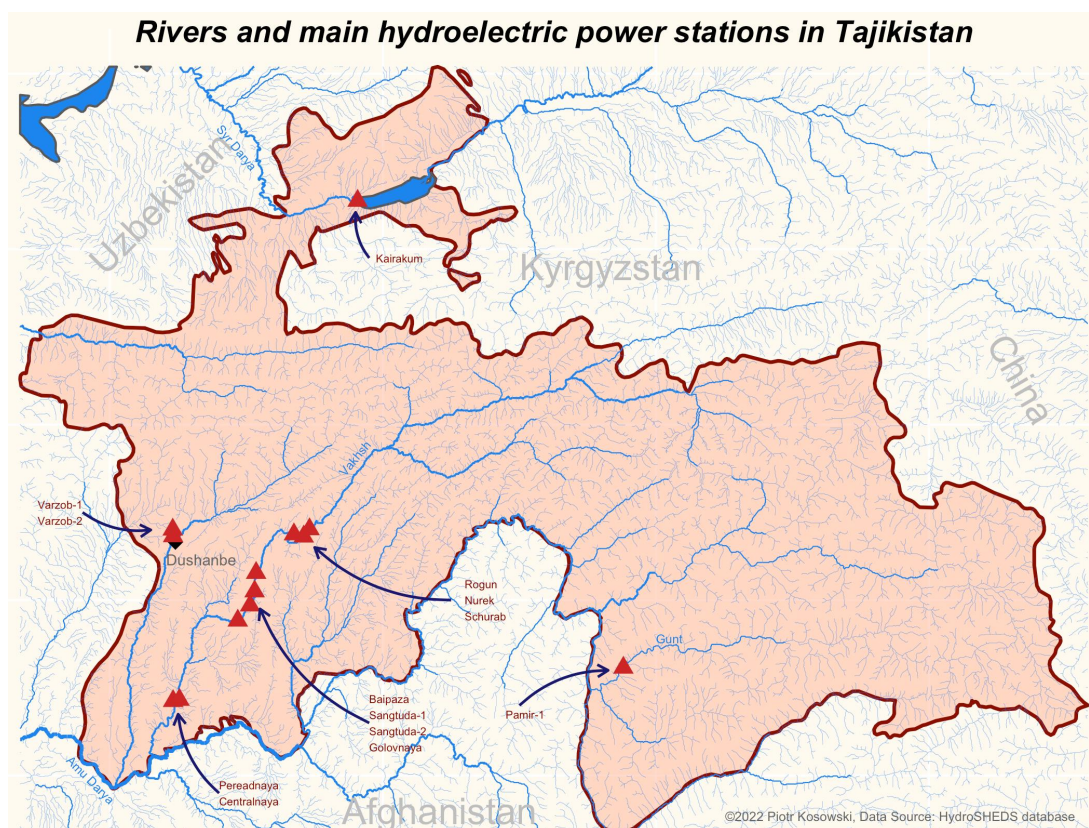 Rivers and main hydroelectric power stations in Tajikistan
Syr Darya
Uzbekistan
Kairakum
Kyrgyzstan
China
Vakhsh
Varzob-1
Varzob-2
Dushanbe
Rogun
Nurek
Schurab
Gunt
Pamir-1
Baipaza
Sangtuda-1
Sangtuda-2
Golovnaya
Amu Darya
Pereadnaya
Centralnaya
Afghanistan
©2022 Piotr Kosowski, Data Source: HydroSHEDS database